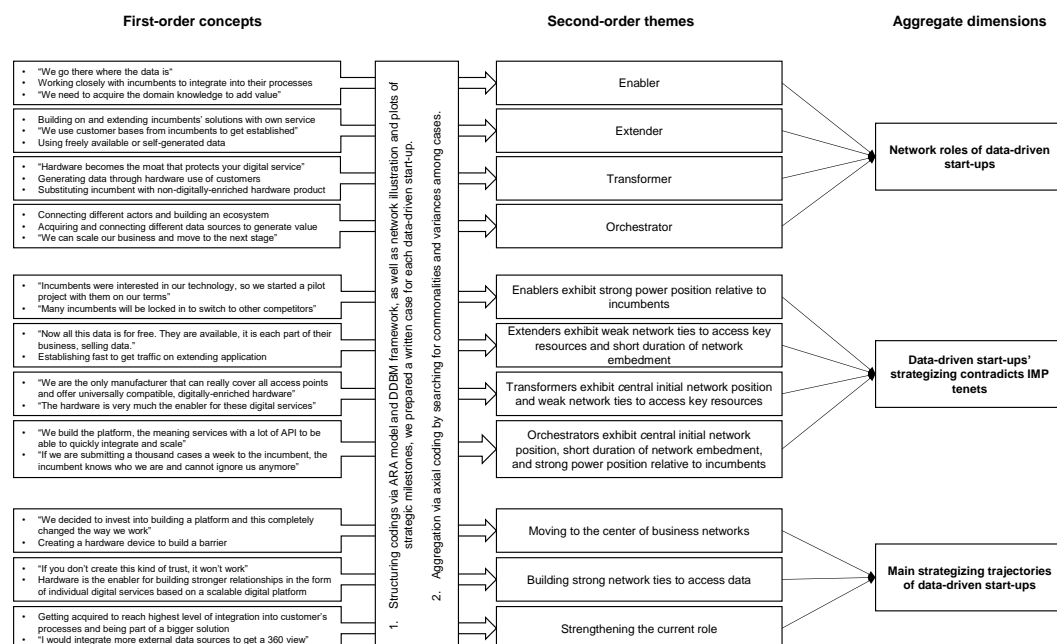 First-order concepts
Second-order themes
Aggregate dimensions
• “We go there where the data is“
• Working closely with incumbents to integrate into their processes
• “We need to acquire the domain knowledge to add value”
• Building on and extending incumbents’ solutions with own service
• “We use customer bases from incumbents to get established”
• Using freely available or self-generated data
• “Hardware becomes the moat that protects your digital service”
• Generating data through hardware use of customers
• Substituting incumbent with non-digitally-enriched hardware product
• Connecting different actors and building an ecosystem
• Acquiring and connecting different data sources to generate value
• “We can scale our business and move to the next stage”
• “Incumbents were interested in our technology, so we started a pilot
project with them on our terms”
• “Many incumbents will be locked in to switch to other competitors”
• “Now all this data is for free. They are available, it is each part of their
business, selling data.”
• Establishing fast to get traffic on extending application
• “We are the only manufacturer that can really cover all access points
and offer universally compatible, digitally-enriched hardware”
• “The hardware is very much the enabler for these digital services”
• “We build the platform, the meaning services with a lot of API to be
able to quickly integrate and scale”
• “If we are submitting a thousand cases a week to the incumbent, the
incumbent knows who we are and cannot ignore us anymore”
• “We decided to invest into building a platform and this completely
changed the way we work”
• Creating a hardware device to build a barrier
• “If you don’t create this kind of trust, it won’t work”
• Hardware is the enabler for building stronger relationships in the form
of individual digital services based on a scalable digital platform
• Getting acquired to reach highest level of integration into customer’s
processes and being part of a bigger solution
• “I would integrate more external data sources to get a 360 view”
1. Structuring codings via ARA model and DDBM framework, as well as network illustration and plots of
strategic milestones, we prepared a written case for each data-driven start-up.
2. Aggregation via axial coding by searching for commonalities and variances among cases.
Enabler
Extender
Transformer
Orchestrator
Enablers exhibit strong power position relative to
incumbents
Extenders exhibit weak network ties to access key
resources and short duration of network
embedment
Transformers exhibit central initial network position
and weak network ties to access key resources
Orchestrators exhibit central initial network
position, short duration of network embedment,
and strong power position relative to incumbents
Moving to the center of business networks
Building strong network ties to access data
Strengthening the current role
Network roles of data-driven
start-ups
Data-driven start-ups’
strategizing contradicts IMP
tenets
Main strategizing trajectories
of data-driven start-ups